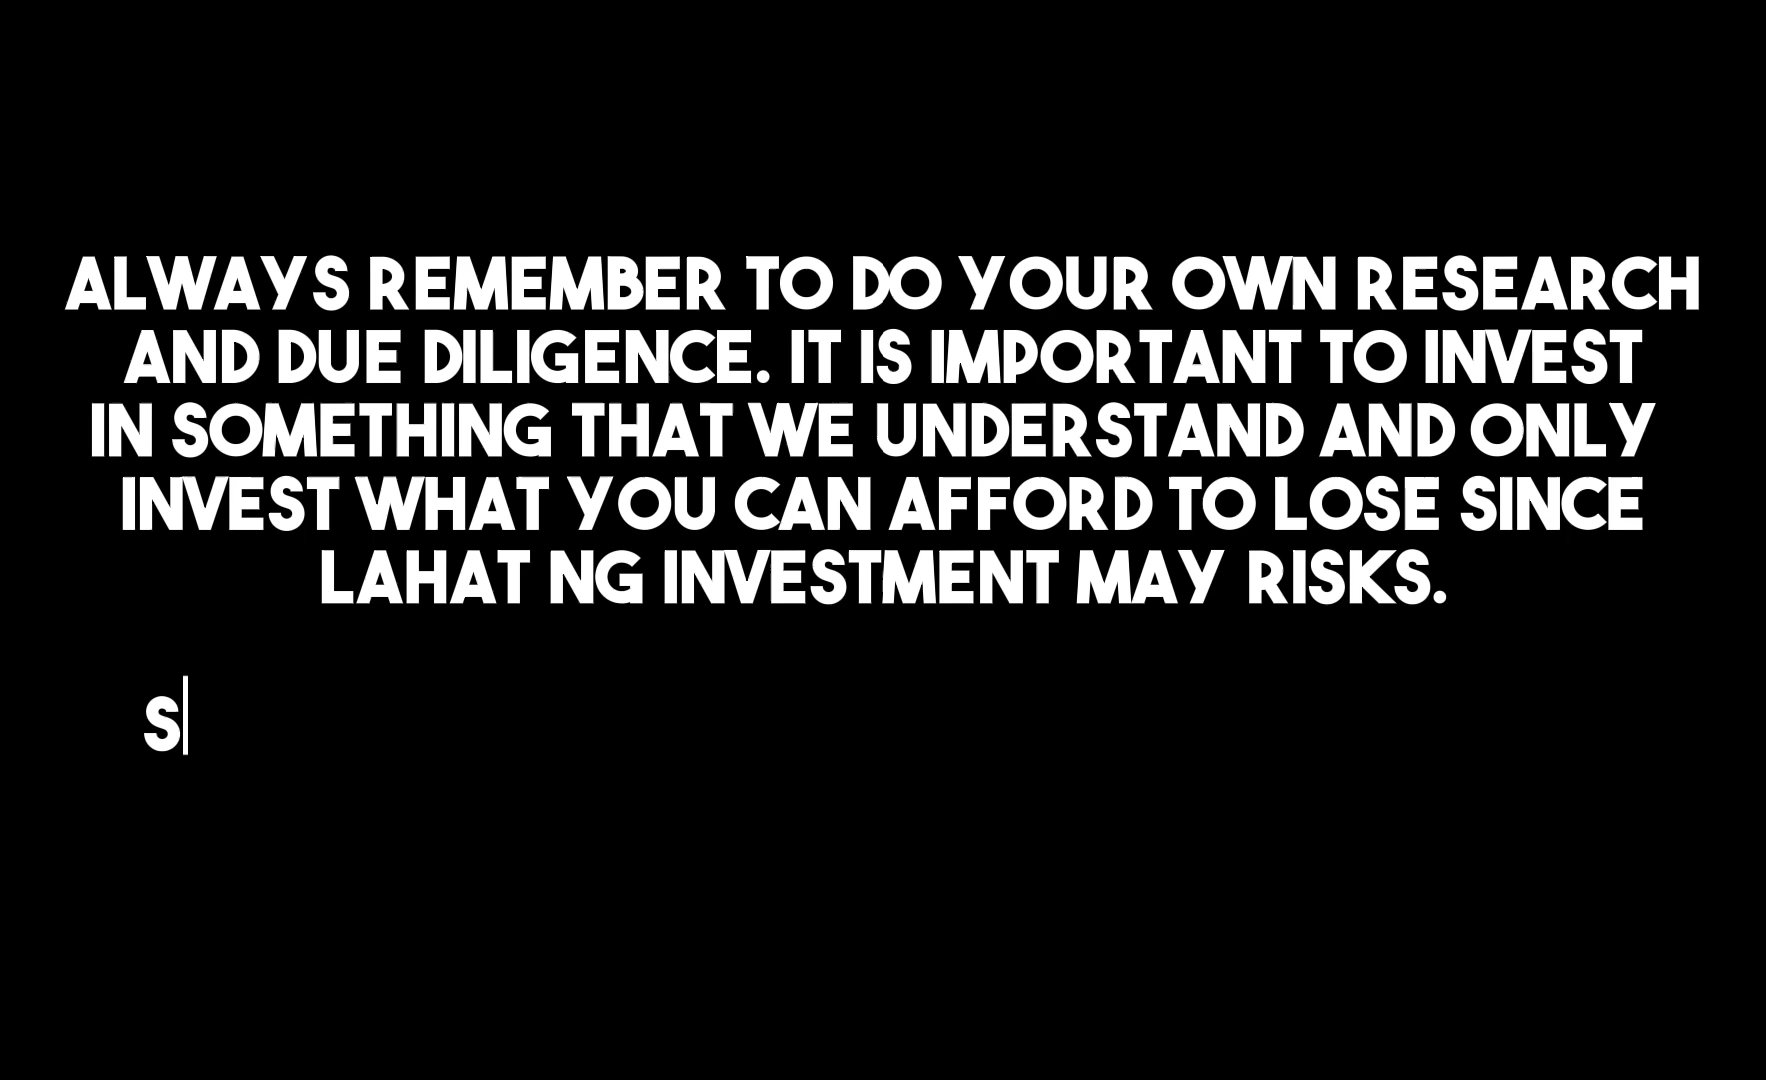 ALWAYS REMEMBER TO DO YOUR OWN RESEARCH
AND DUE DILIGENCE. IT IS IMPORTANT TO INVEST
IN SOMETHING THAT WE UNDERSTAND AND ONLY
INVEST WHAT YOU CAN AFFORD TO LOSE SINCE
LAHAT NG INVESTMENT MAY RISKS.
S